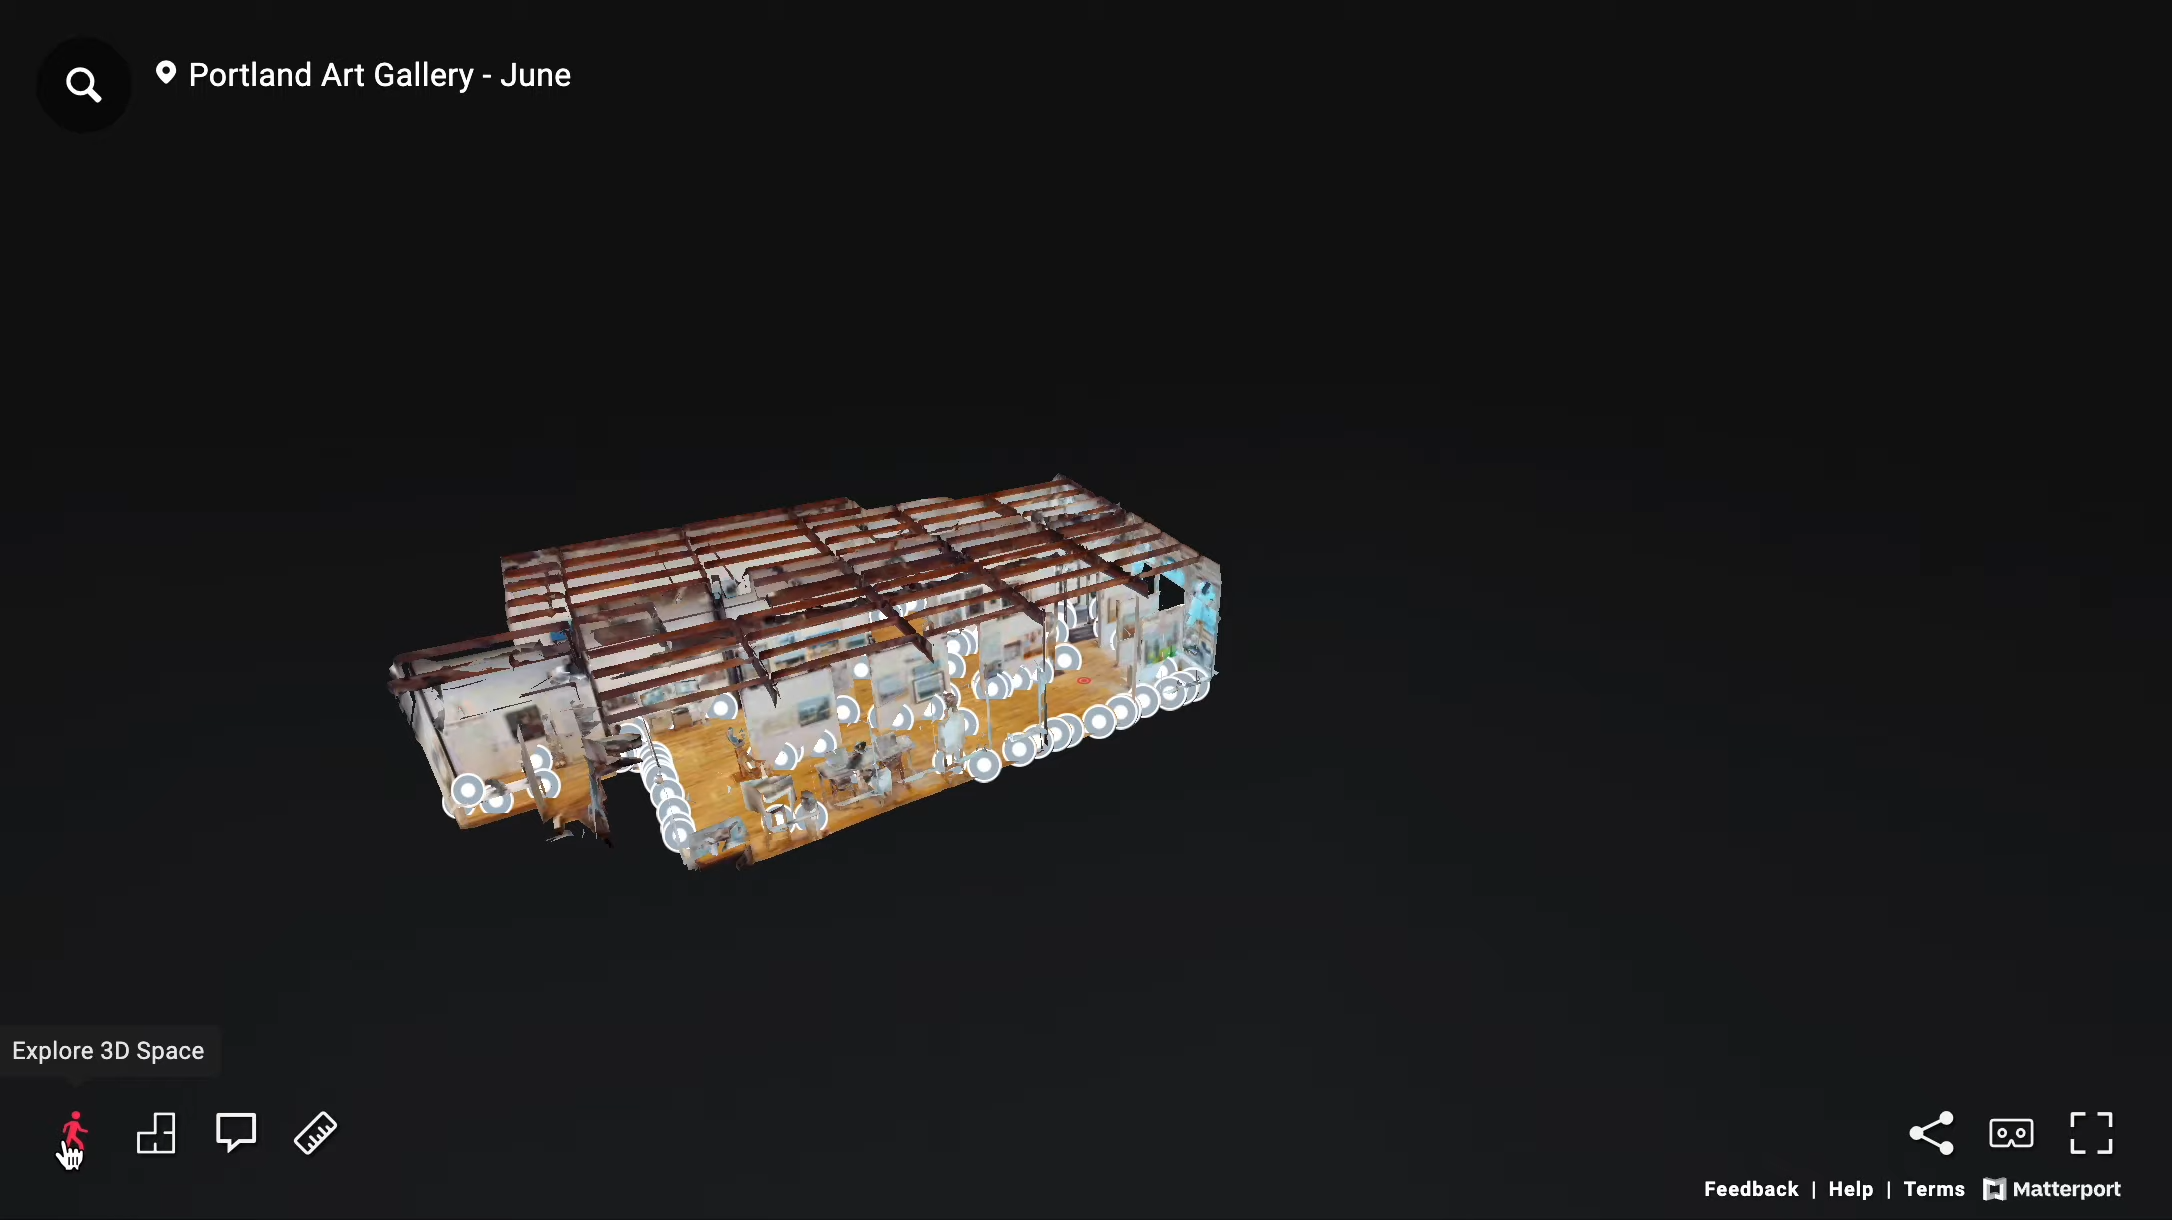 Portland Art Gallery - June
Explore 3D Space
Feedback | Help | Terms Matterport